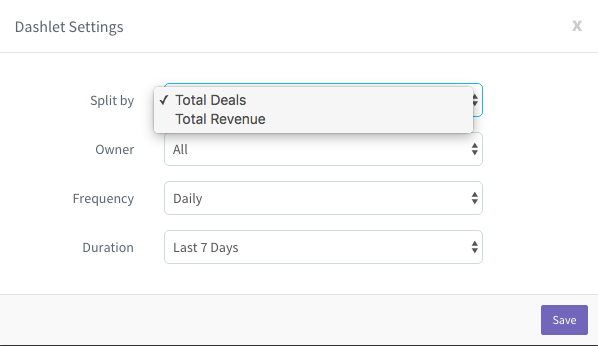 Dashlet Settings X
Split by ✓ Total Deals
Total Revenue
Owner All
Frequency Daily
Duration Last 7 Days
Save